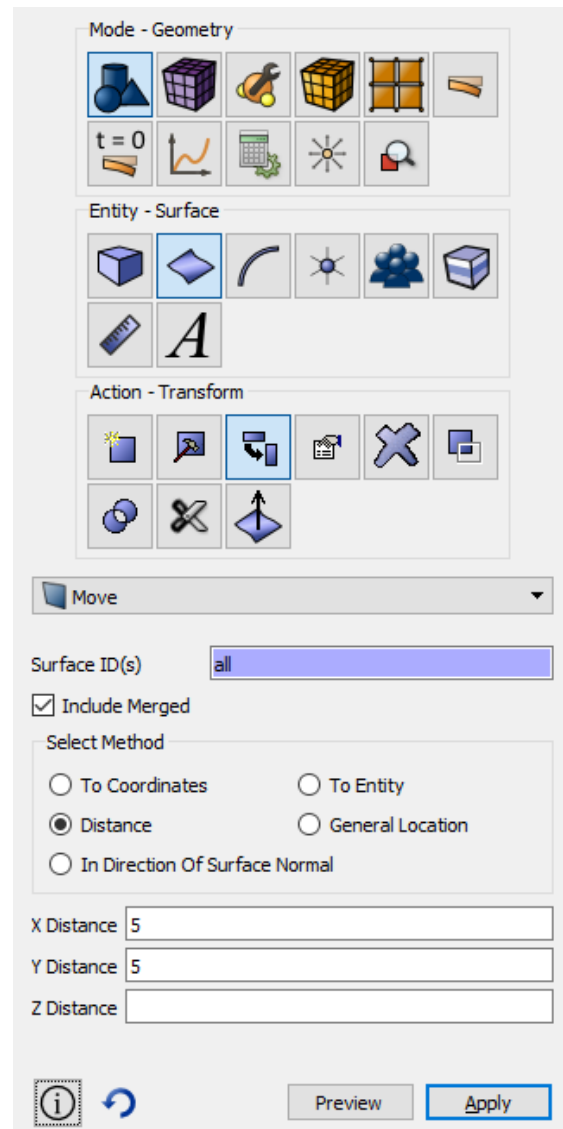 Mode - Geometry
t = 0
Entity - Surface
A
Action - Transform
Move
Surface ID(s) all
Include Merged
Select Method
To Coordinates To Entity
Distance General Location
In Direction Of Surface Normal
X Distance 5
Y Distance 5
Z Distance
i Preview Apply